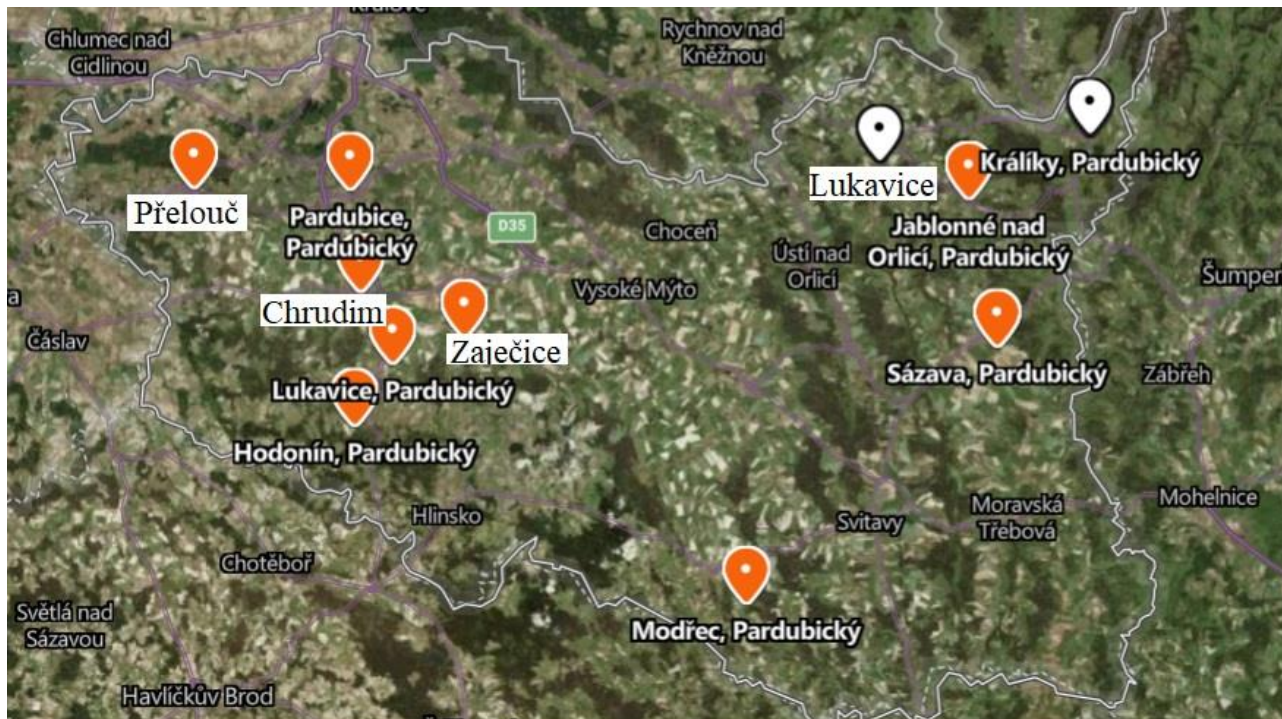 Králové
Chlumec nad
Cidlinou
Rychnov nad
Kněžnou
Přelouč
Pardubice,
Pardubický
D35
Choceň
Lukavice
Králíky, Pardubický
Jablonné nad
Orlicí, Pardubický
Ústí nad
Orlicí
Vysoké Mýto
Chrudim
Zaječice
Čáslav
a
Šumper
Lukavice, Pardubický
Sázava, Pardubický
Zábřeh
Hodonín, Pardubický
Hlinsko
Svitavy
Moravská
Třebová
Mohelnice
Chotěboř
Světlá nad
Sázavou
Modřec, Pardubický
Havlíčkův Brod